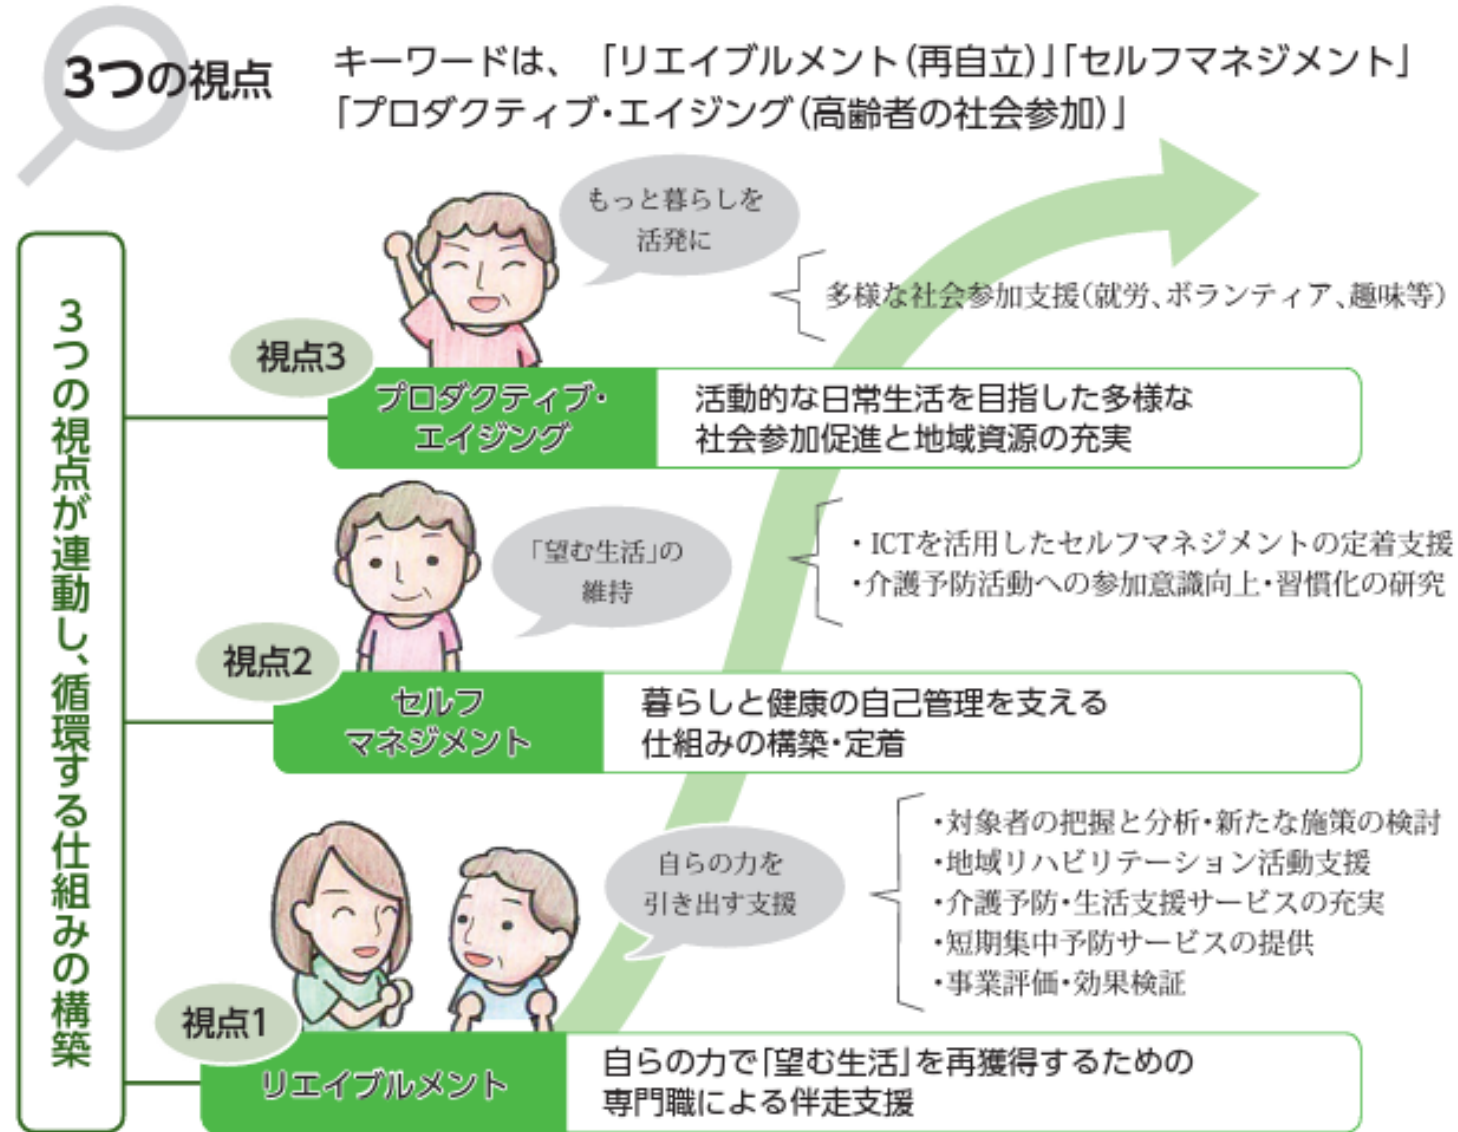 3つの視点
キーワードは、「リエイブルメント(再自立)」「セルフマネジメント」
「プロダクティブ・エイジング(高齢者の社会参加)」
3つの視点が連動し、循環する仕組みの構築
もっと暮らしを
活発に
多様な社会参加支援(就労、ボランティア、趣味等)
視点3
プロダクティブ・
エイジング
活動的な日常生活を目指した多様な
社会参加促進と地域資源の充実
「望む生活」の
維持
・ICTを活用したセルフマネジメントの定着支援
・介護予防活動への参加意識向上・習慣化の研究
視点2
セルフ
マネジメント
暮らしと健康の自己管理を支える
仕組みの構築・定着
自らの力を
引き出す支援
・対象者の把握と分析・新たな施策の検討
・地域リハビリテーション活動支援
・介護予防・生活支援サービスの充実
・短期集中予防サービスの提供
・事業評価・効果検証
視点1
リエイブルメント
自らの力で「望む生活」を再獲得するための
専門職による伴走支援